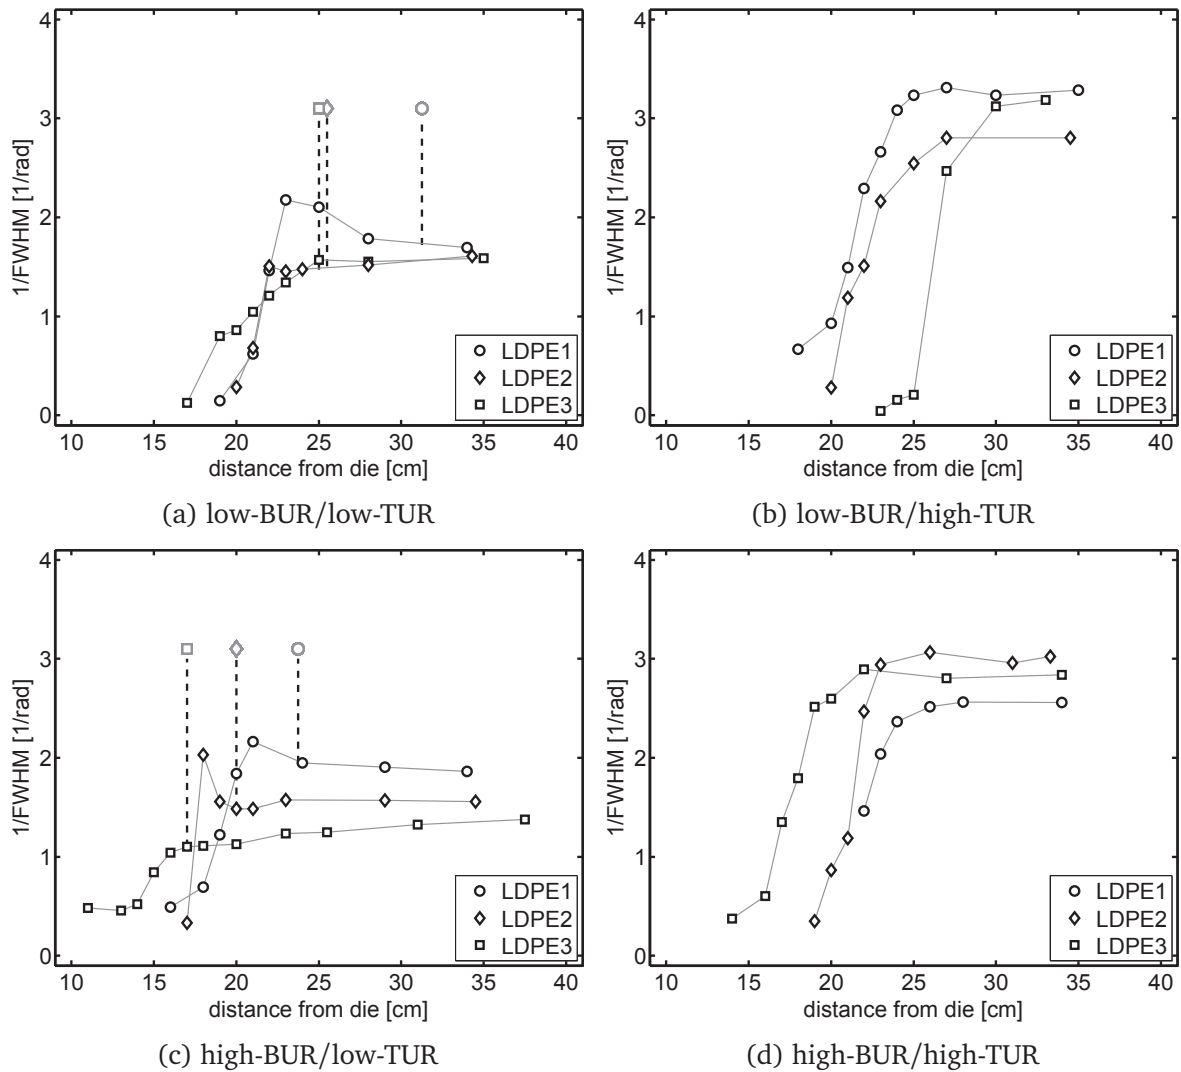 4
3
2
1
0
1/FWHM [1/rad]
10 15 20 25 30 35 40
distance from die [cm]
LDPE1
LDPE2
LDPE3
(a) low-BUR/low-TUR
4
3
2
1
0
1/FWHM [1/rad]
10 15 20 25 30 35 40
distance from die [cm]
LDPE1
LDPE2
LDPE3
(b) low-BUR/high-TUR
4
3
2
1
0
1/FWHM [1/rad]
10 15 20 25 30 35 40
distance from die [cm]
LDPE1
LDPE2
LDPE3
(c) high-BUR/low-TUR
4
3
2
1
0
1/FWHM [1/rad]
10 15 20 25 30 35 40
distance from die [cm]
LDPE1
LDPE2
LDPE3
(d) high-BUR/high-TUR